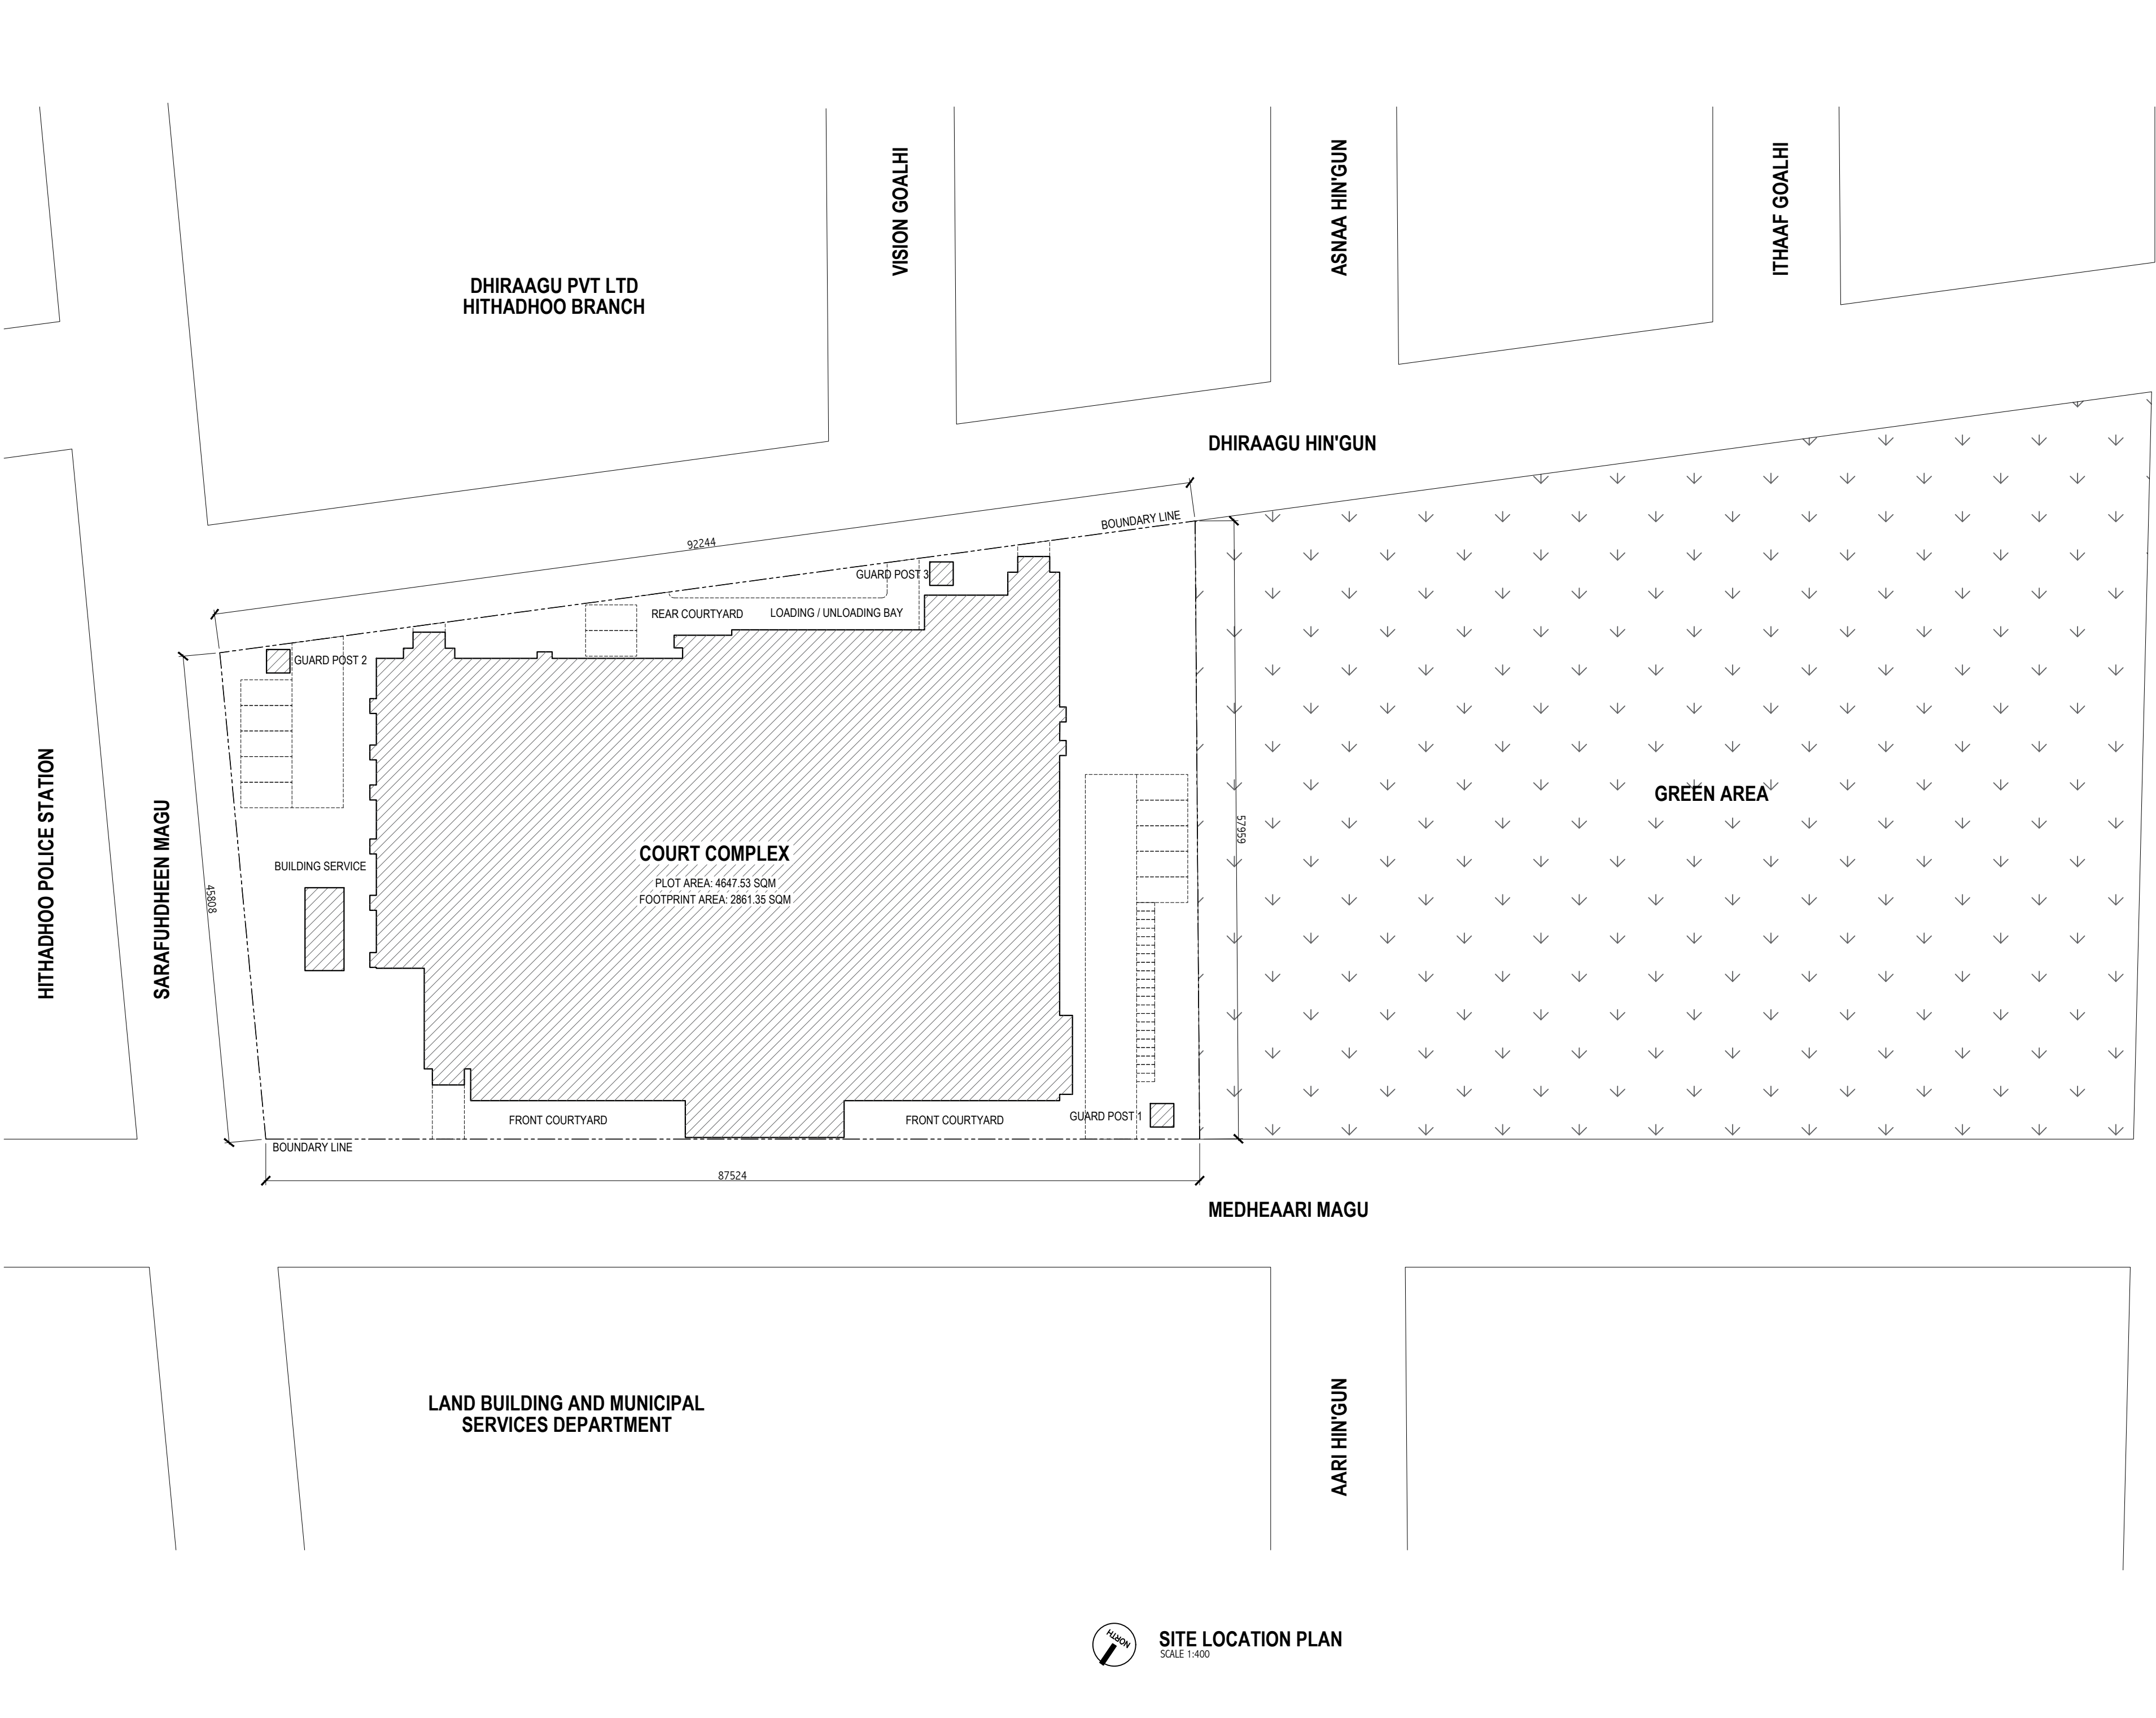 VISION GOALHI
ASNAA HIN'GUN
ITHAAF GOALHI
DHIRAAGU PVT LTD
HITHADHOO BRANCH
DHIRAAGU HIN'GUN
BOUNDARY LINE
92244
GUARD POST 3
REAR COURTYARD
LOADING / UNLOADING BAY
GUARD POST 2
HITHADHOO POLICE STATION
SARAFUHDHEEN MAGU
45808
BUILDING SERVICE
COURT COMPLEX
PLOT AREA: 4647.53 SQM
FOOTPRINT AREA: 2861.35 SQM
57959
GREEN AREA
FRONT COURTYARD
FRONT COURTYARD
GUARD POST 1
BOUNDARY LINE
87524
MEDHEAARI MAGU
LAND BUILDING AND MUNICIPAL
SERVICES DEPARTMENT
AARI HIN'GUN
NORTH
SITE LOCATION PLAN
SCALE 1:400